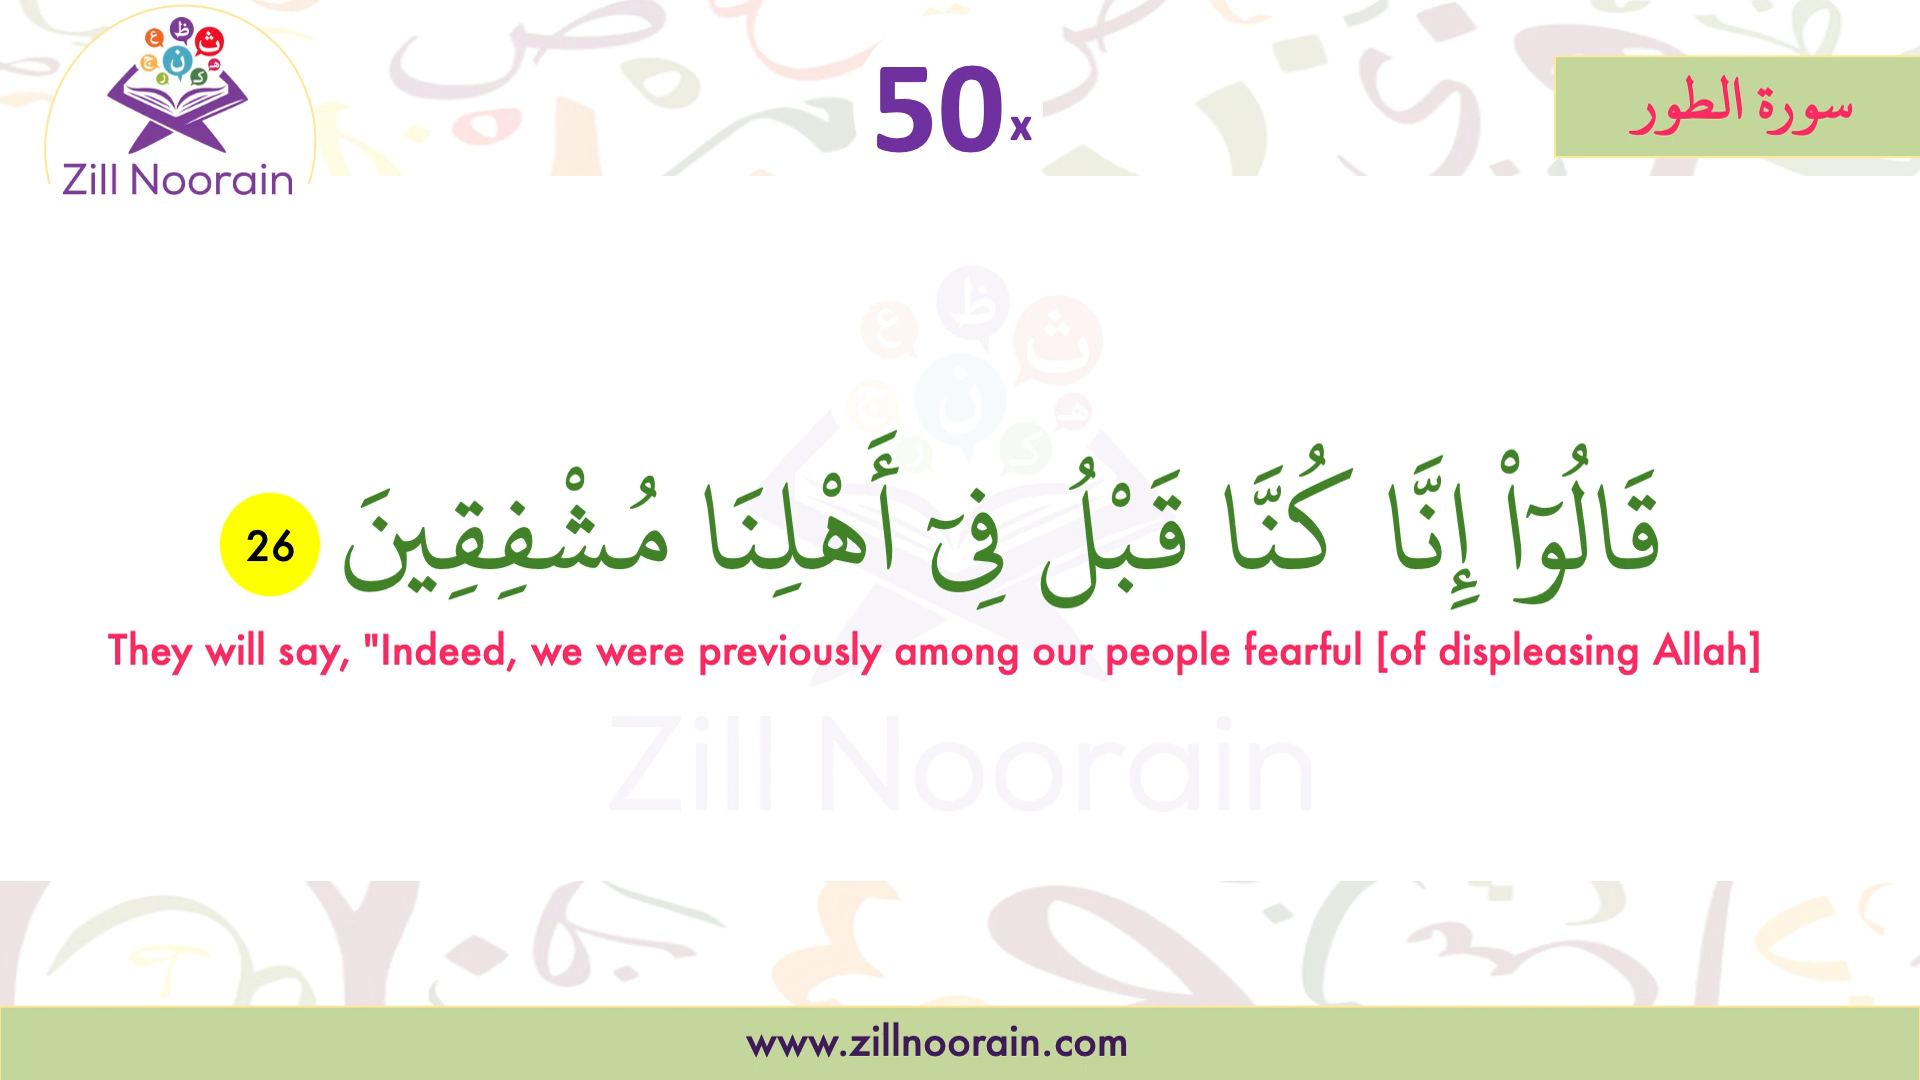 ظ
ع
ث
ن
ج
ه
ک
ر
Zill Noorain
50x
سورة الطور
قَالُوٓا۟ إِنَّا كُنَّا قَبْلُ فِىٓ أَهْلِنَا مُشْفِقِينَ 26
They will say, "Indeed, we were previously among our people fearful [of displeasing Allah]
Zill Noorain
www.zillnoorain.com